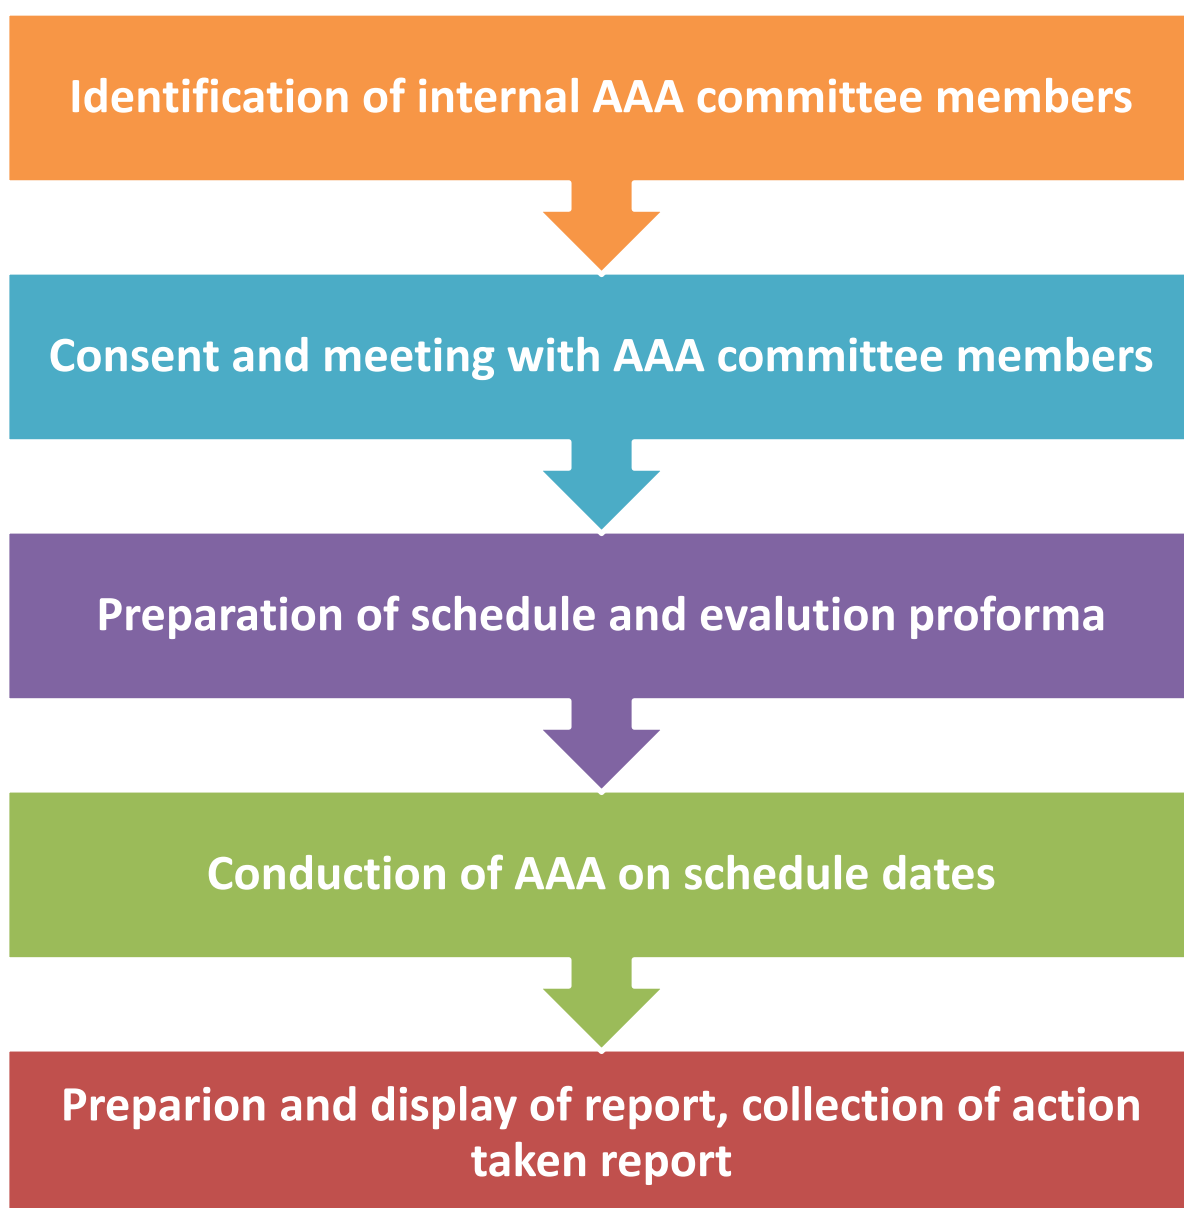 Identification of internal AAA committee members
Consent and meeting with AAA committee members
Preparation of schedule and evalution proforma
Conduction of AAA on schedule dates
Preparion and display of report, collection of action
taken report